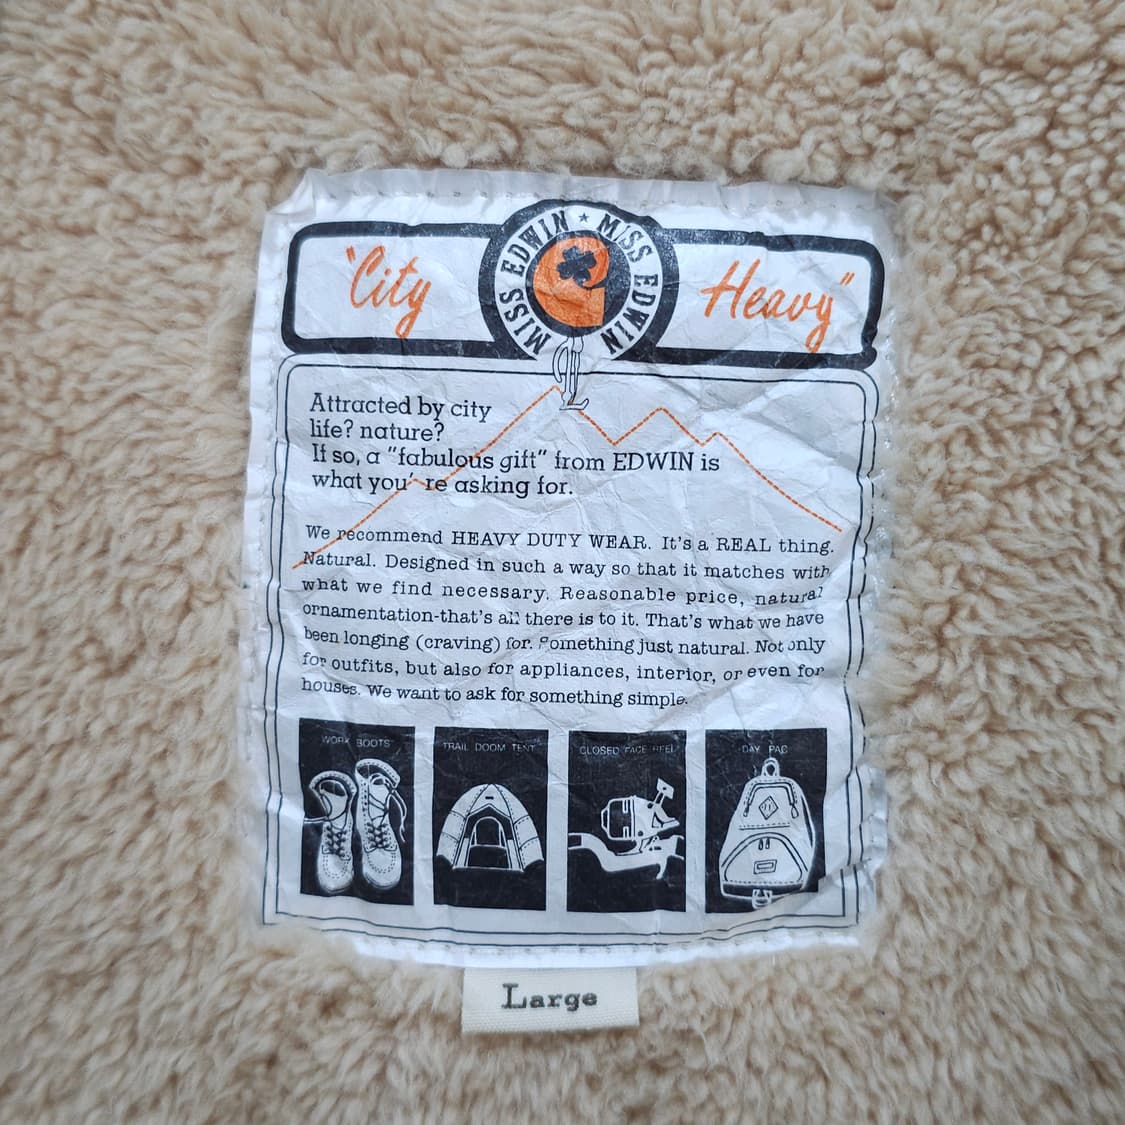 "City
MISS EDWIN ★ MISS EDWIN
Heavy"
Attracted by city
life? nature?
If so, a "fabulous gift" from EDWIN is
what you're asking for.
We recommend HEAVY DUTY WEAR. It's a REAL thing.
Natural. Designed in such a way so that it matches with
what we find necessary. Reasonable price, natural
ornamentation-that's all there is to it. That's what we have
been longing (craving) for. Something just natural. Not only
for outfits, but also for appliances, interior, or even for
houses. We want to ask for something simple.
WORK BOOTS
TRAIL DOOM TENT
CLOSED FACE REEL
DAY PAC
Large